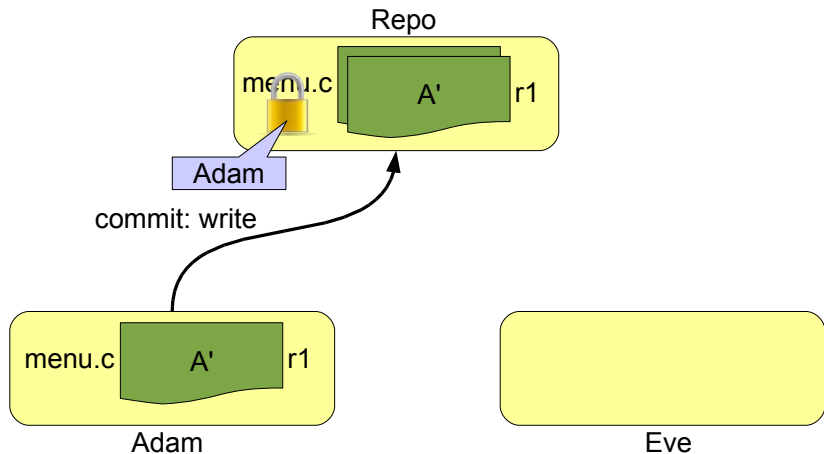 Repo
menu.c A' r1
Adam
commit: write
menu.c A' r1
Adam Eve